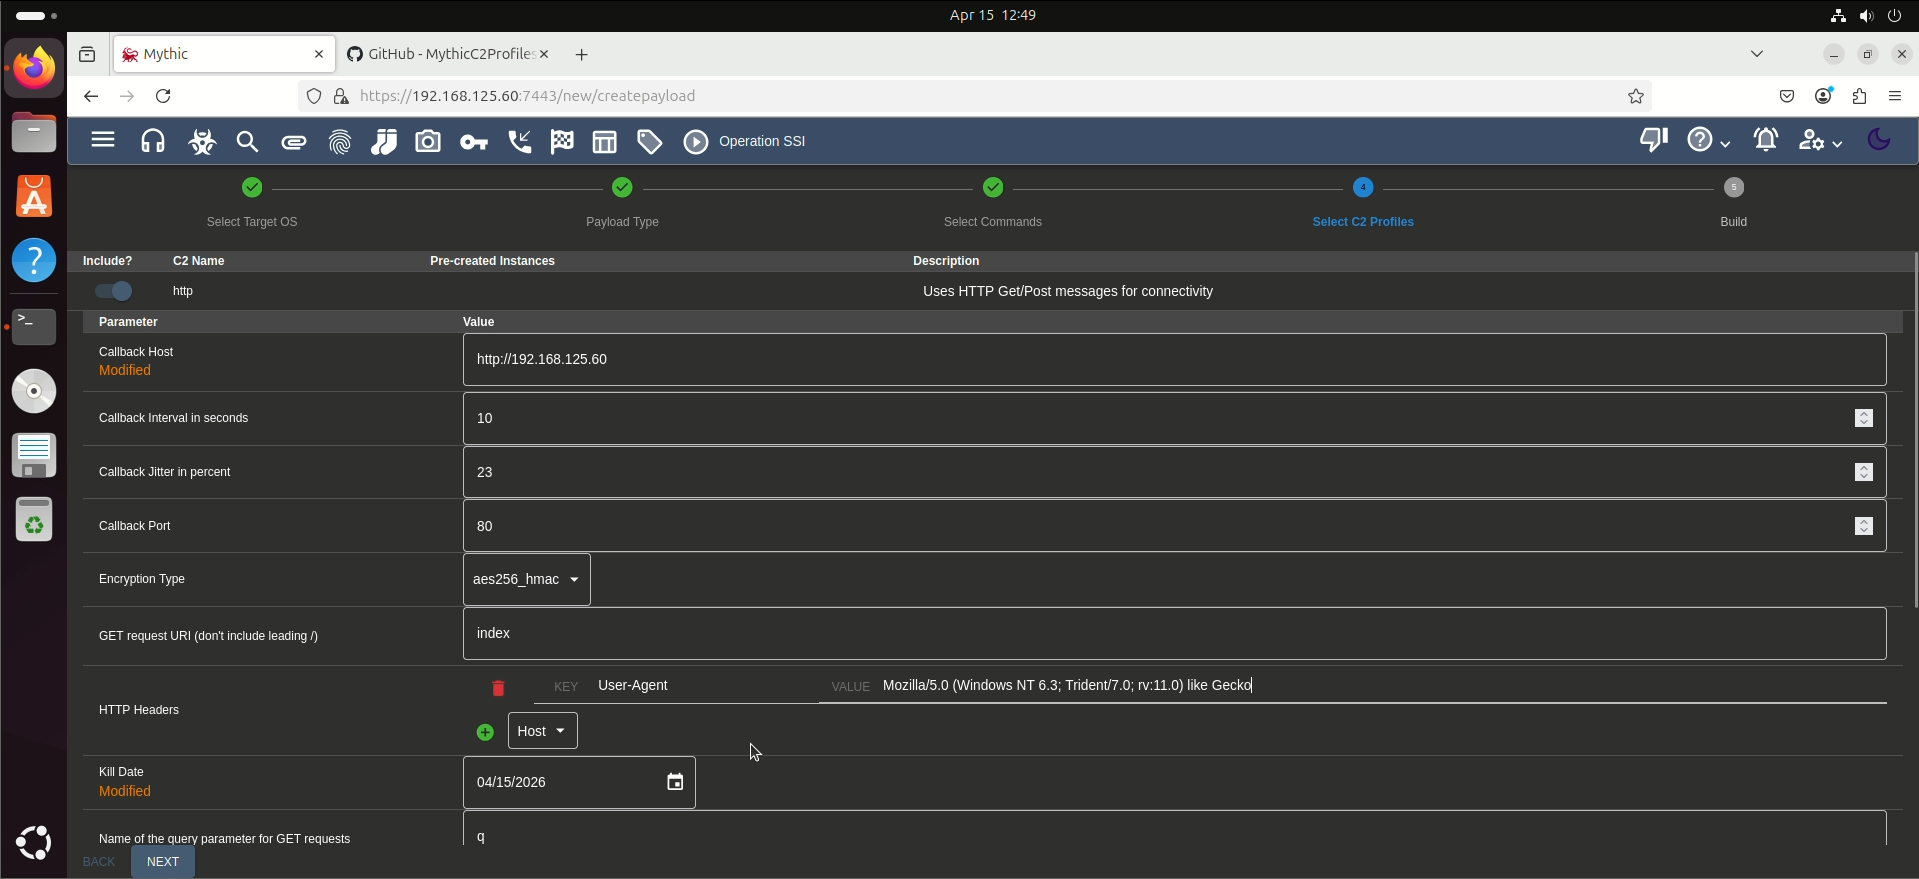 Apr 15 12:49
Mythic
GitHub - MythicC2Profiles
https://192.168.125.60:7443/new/createpayload
Operation SSI
4
5
Select Target OS
Payload Type
Select Commands
Select C2 Profiles
Build
Include? C2 Name Pre-created Instances Description
http Uses HTTP Get/Post messages for connectivity
Parameter Value
Callback Host
Modified
http://192.168.125.60
Callback Interval in seconds 10
Callback Jitter in percent 23
Callback Port 80
Encryption Type aes256_hmac
GET request URI (don't include leading /) index
HTTP Headers
KEY User-Agent VALUE Mozilla/5.0 (Windows NT 6.3; Trident/7.0; rv:11.0) like Gecko
Host
Kill Date
Modified
04/15/2026
Name of the query parameter for GET requests q
BACK NEXT